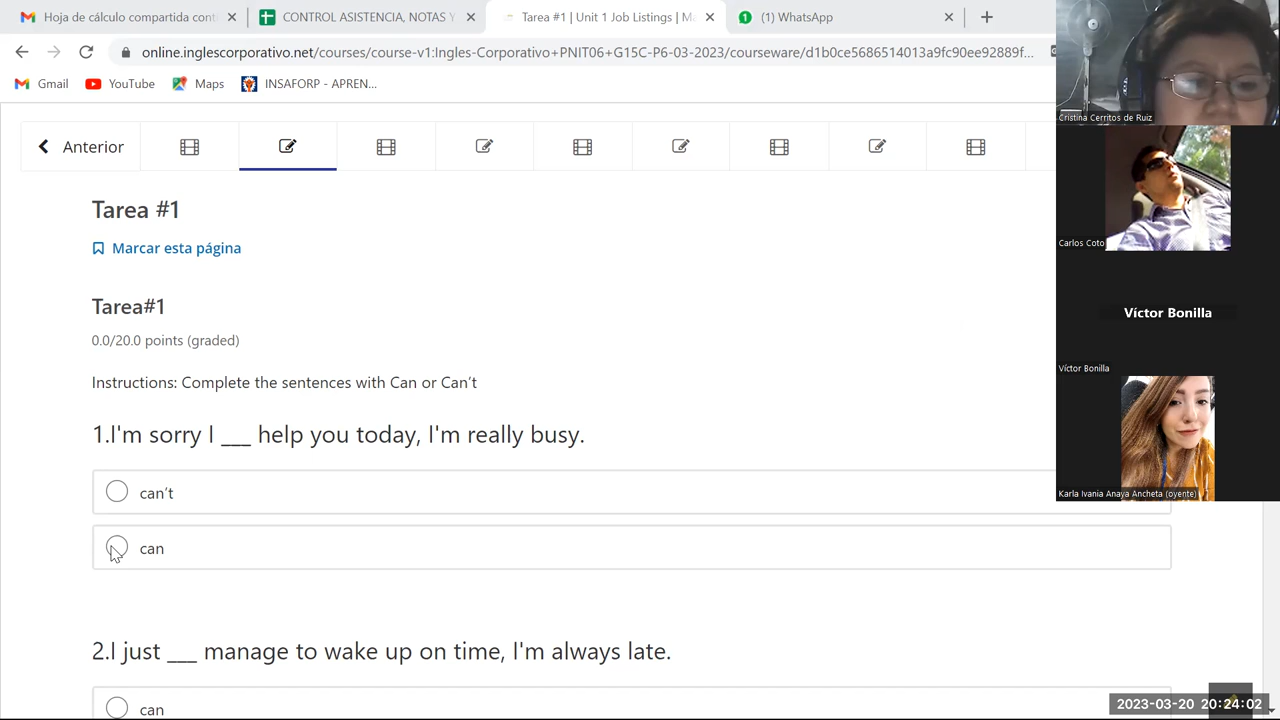 Hoja de cálculo compartida con
CONTROL ASISTENCIA, NOTAS
Tarea #1 | Unit 1 Job Listings | Ma
(1) WhatsApp
online.inglescorporativo.net/courses/course-v1:Ingles-Corporativo+PNIT06+G15C-P6-03-2023/courseware/d1b0ce5686514013a9fc90ee92889f...
Gmail
YouTube
Maps
INSAFORP - APREN...
Cristina Cerritos de Ruiz
Anterior
Tarea #1
Marcar esta página
Carlos Coto
Tarea#1
Víctor Bonilla
0.0/20.0 points (graded)
Víctor Bonilla
Instructions: Complete the sentences with Can or Can’t
1.I'm sorry I ___ help you today, I'm really busy.
can’t
Karla Ivania Anaya Ancheta (oyente)
can
2.I just ___ manage to wake up on time, I'm always late.
can
2023-03-20 20:24:02